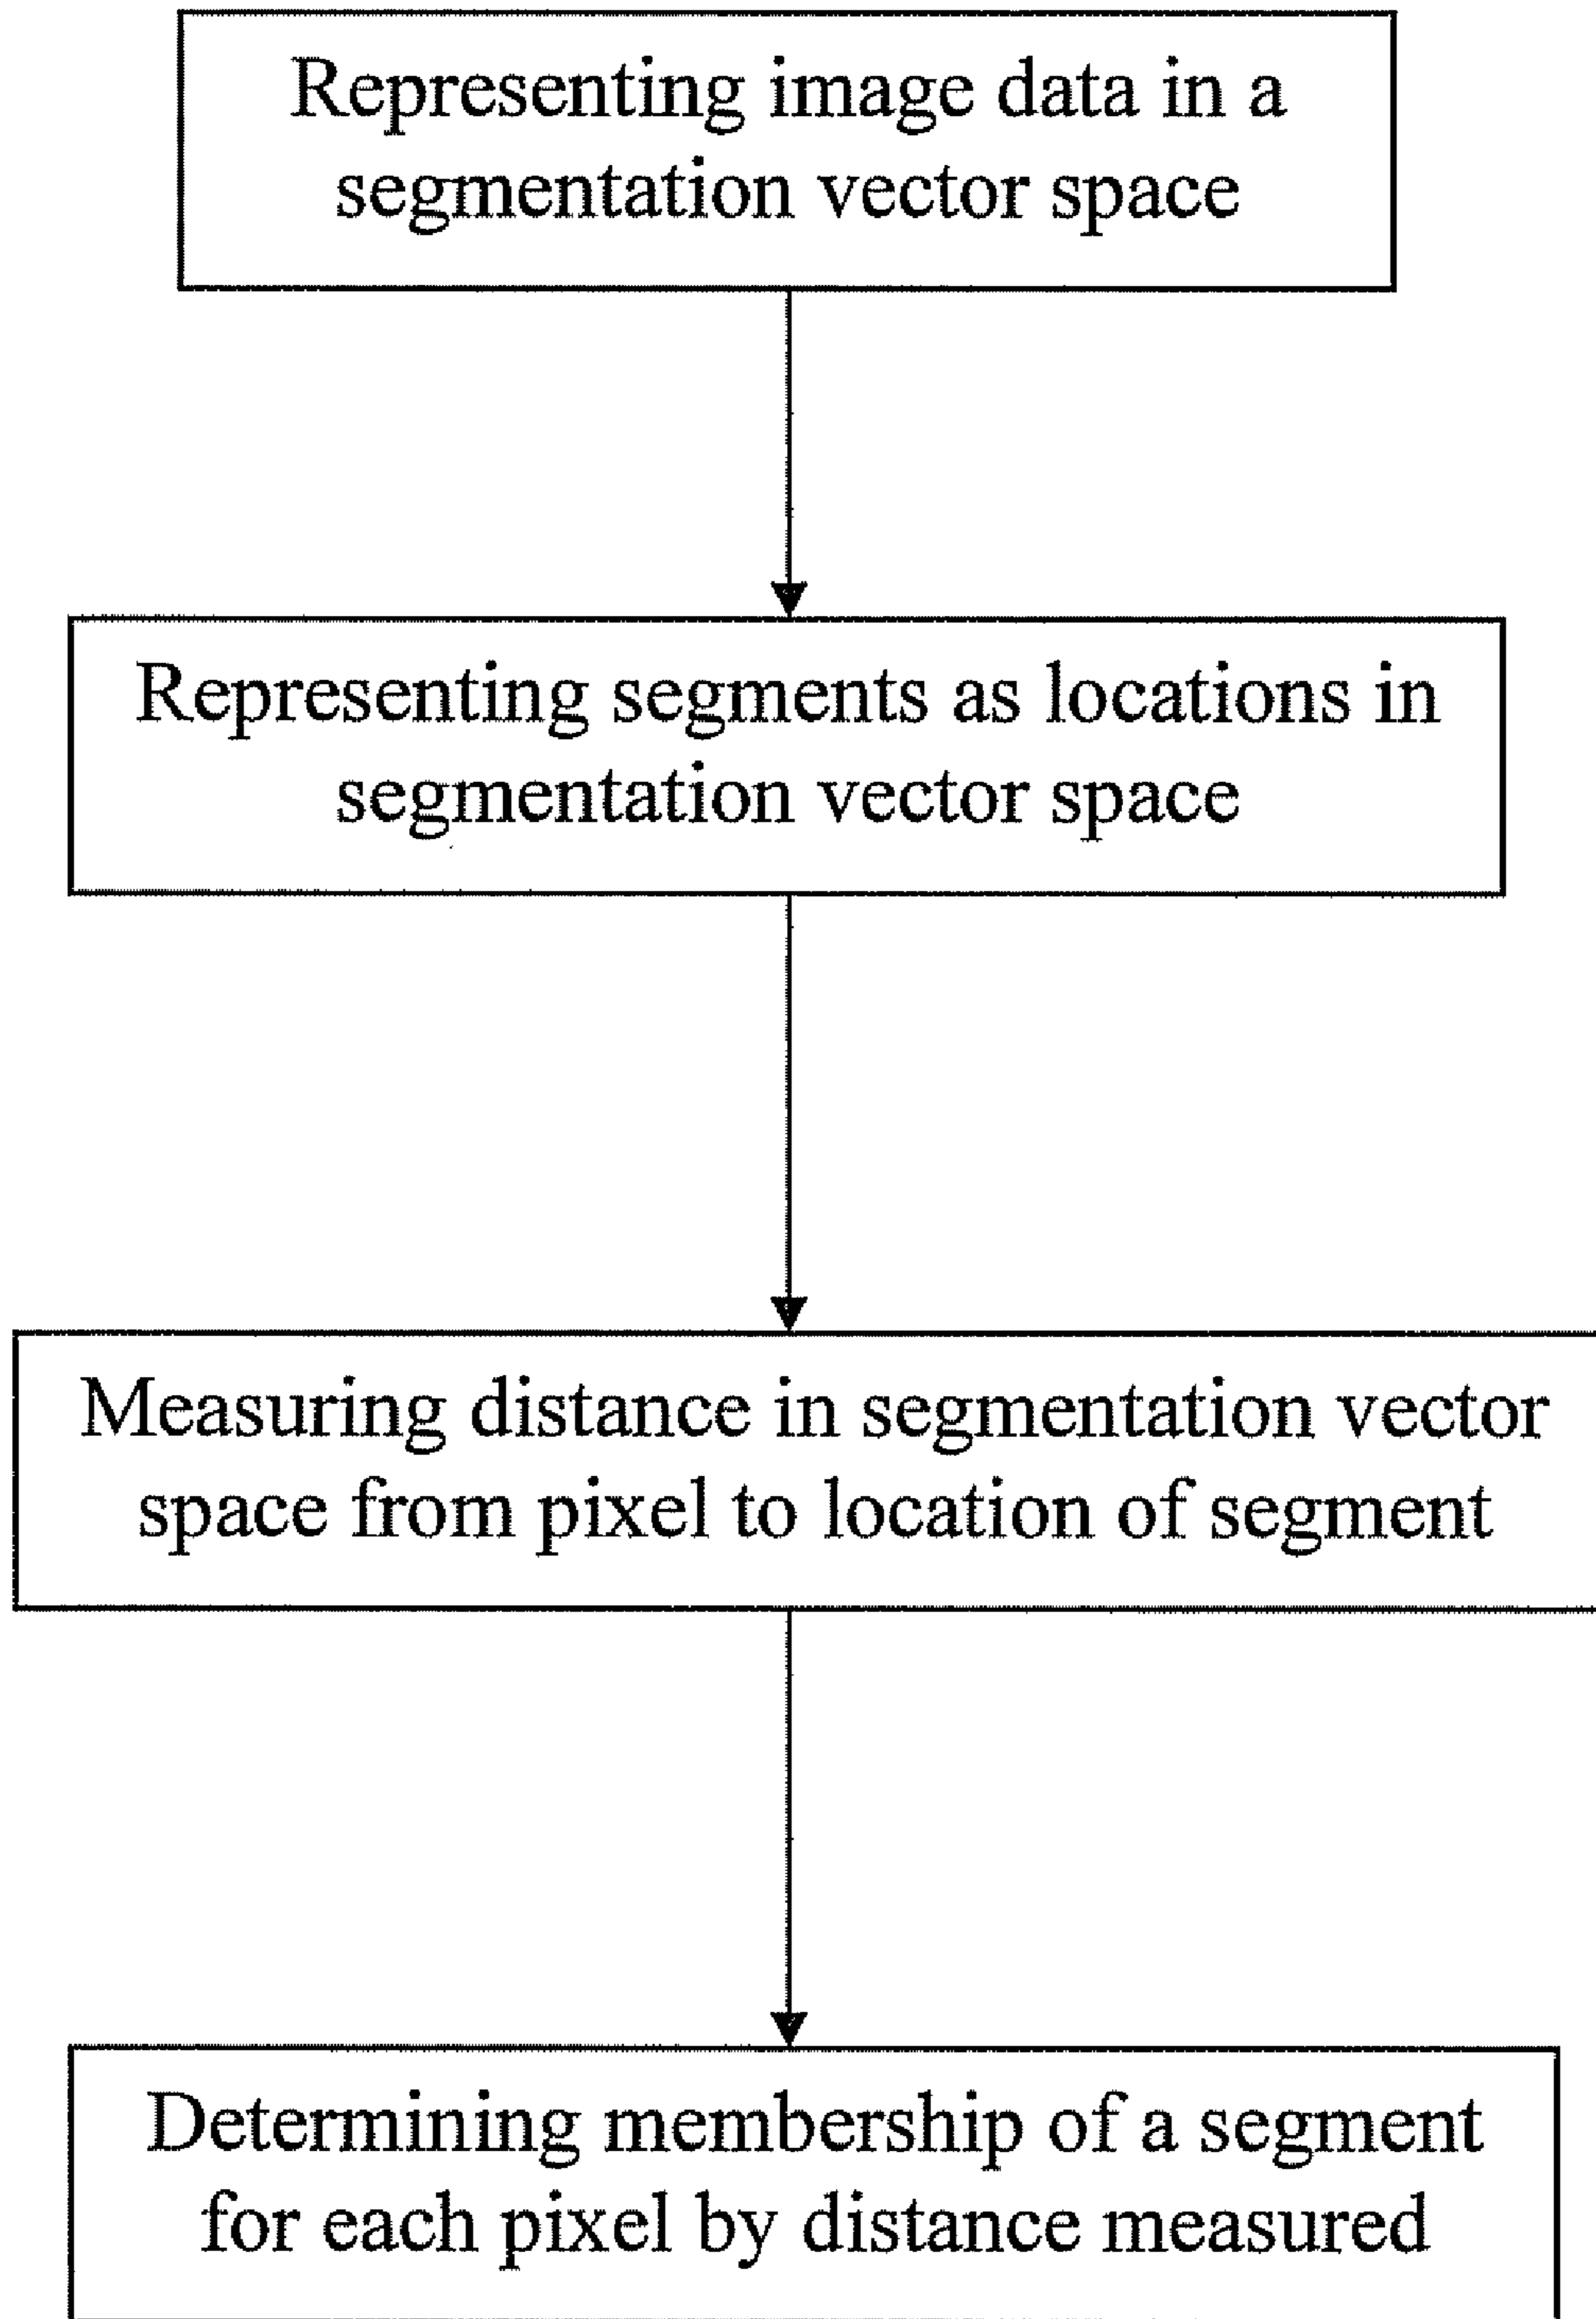 Representing image data in a
segmentation vector space
Representing segments as locations in
segmentation vector space
Measuring distance in segmentation vector
space from pixel to location of segment
Determining membership of a segment
for each pixel by distance measured